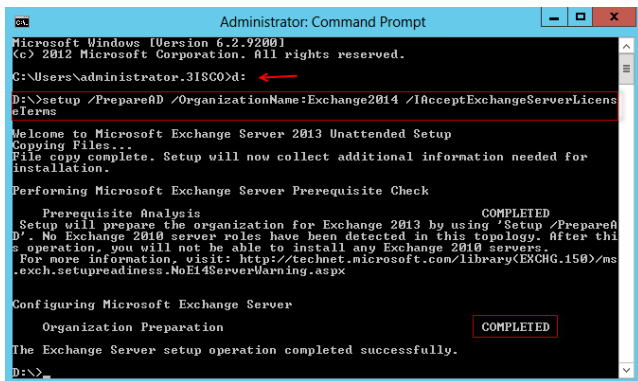 Administrator: Command Prompt
Microsoft Windows [Version 6.2.9200]
(c) 2012 Microsoft Corporation. All rights reserved.
C:\Users\administrator.3ISCO>d:
D:\>setup /PrepareAD /OrganizationName:Exchange2014 /IAcceptExchangeServerLicens
eTerms
Welcome to Microsoft Exchange Server 2013 Unattended Setup
Copying Files...
File copy complete. Setup will now collect additional information needed for
installation.
Performing Microsoft Exchange Server Prerequisite Check
Prerequisite Analysis COMPLETED
Setup will prepare the organization for Exchange 2013 by using 'Setup /PrepareA
D'. No Exchange 2010 server roles have been detected in this topology. After thi
s operation, you will not be able to install any Exchange 2010 servers.
For more information, visit: http://technet.microsoft.com/library(EXCHG.150)/ms
.exch.setupreadiness.NoE14ServerWarning.aspx
Configuring Microsoft Exchange Server
Organization Preparation COMPLETED
The Exchange Server setup operation completed successfully.
D:\>_